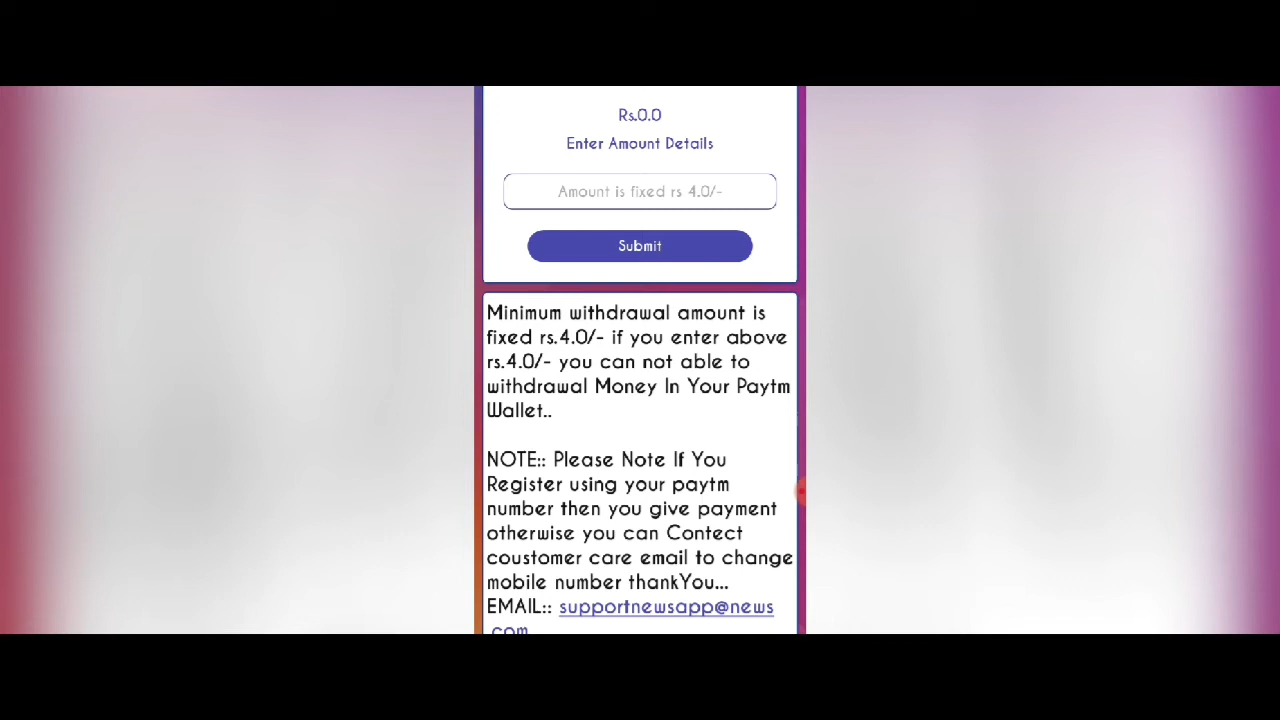 Rs.0.0
Enter Amount Details
Amount is fixed rs 4.0/-
Submit
Minimum withdrawal amount is
fixed rs.4.0/- if you enter above
rs.4.0/- you can not able to
withdrawal Money In Your Paytm
Wallet..
NOTE:: Please Note If You
Register using your paytm
number then you give payment
otherwise you can Contect
coustomer care email to change
mobile number thankYou...
EMAIL:: supportnewsapp@news
.com